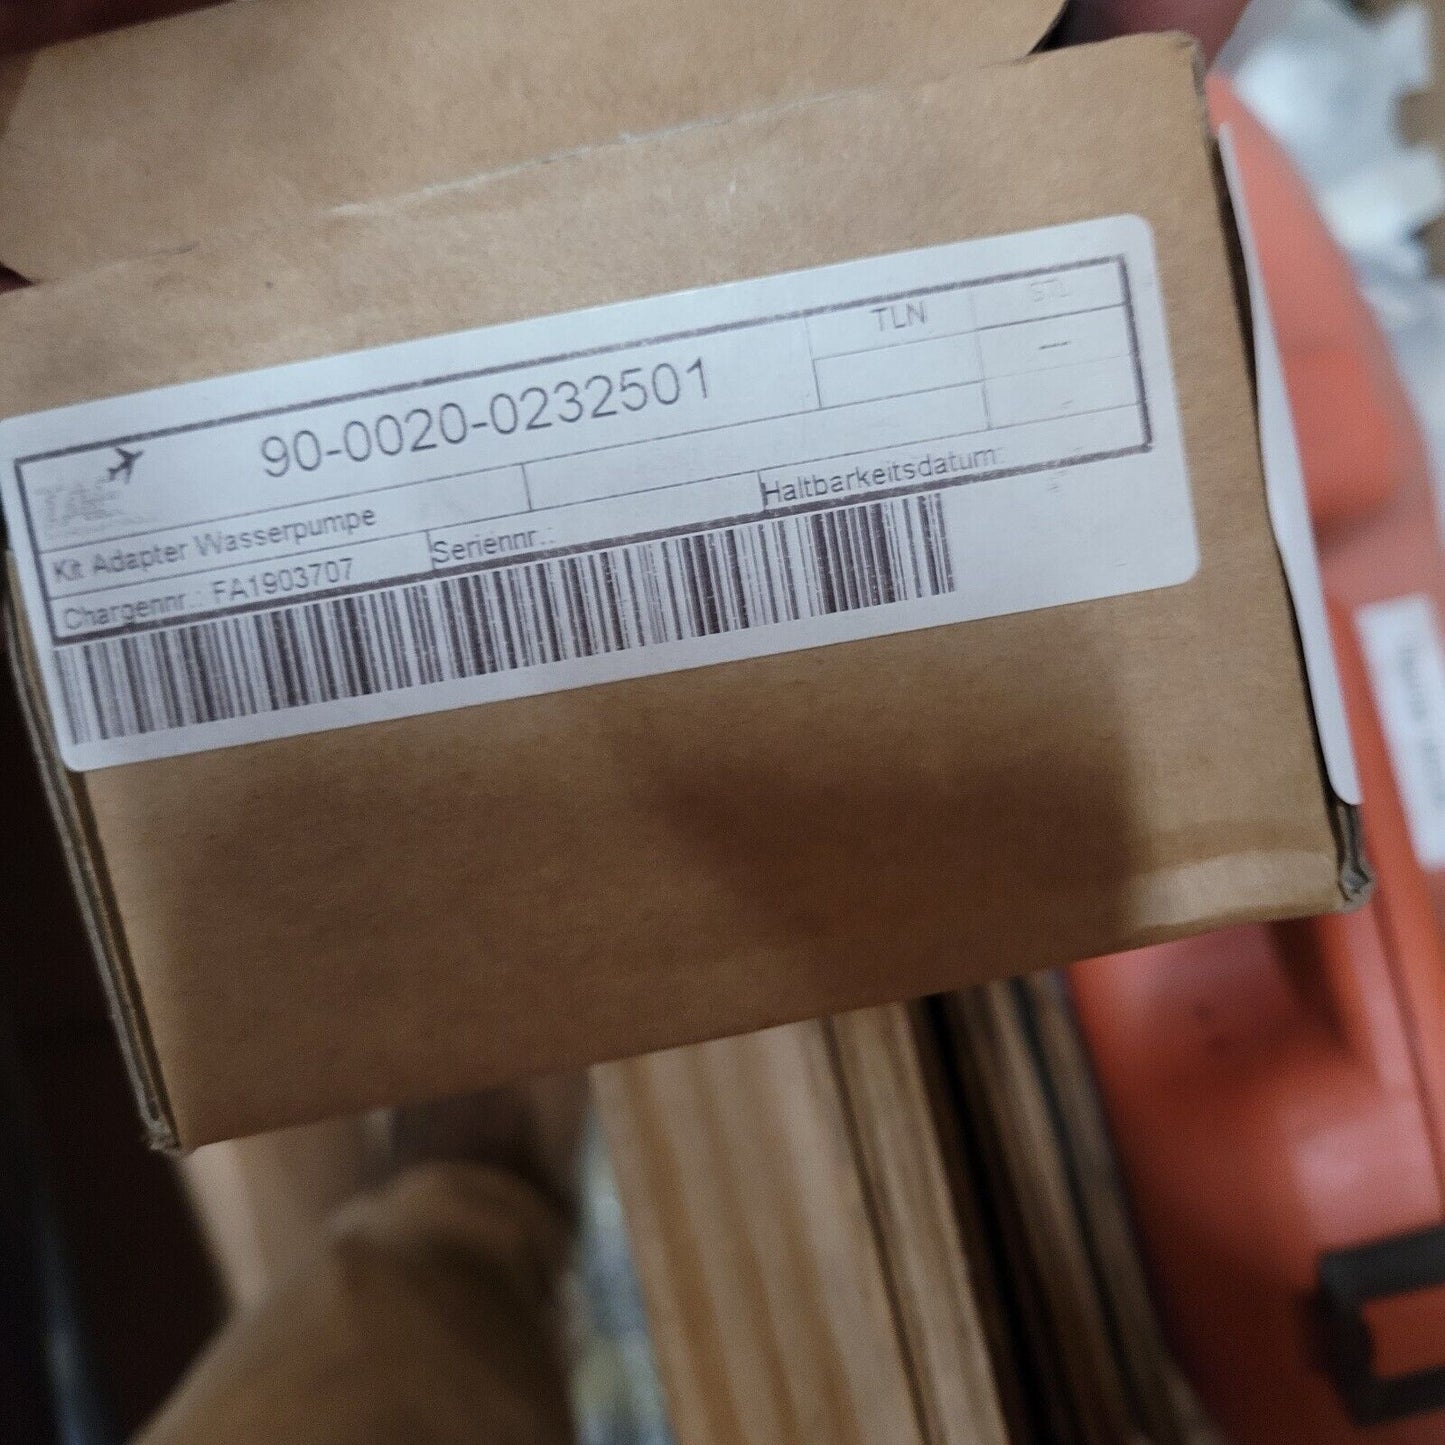 90-0020-0232501
TLN
STL
Kit Adapter Wasserpumpe
Chargennr.: FA1903707
Seriennr.:
Haltbarkeitsdatum: